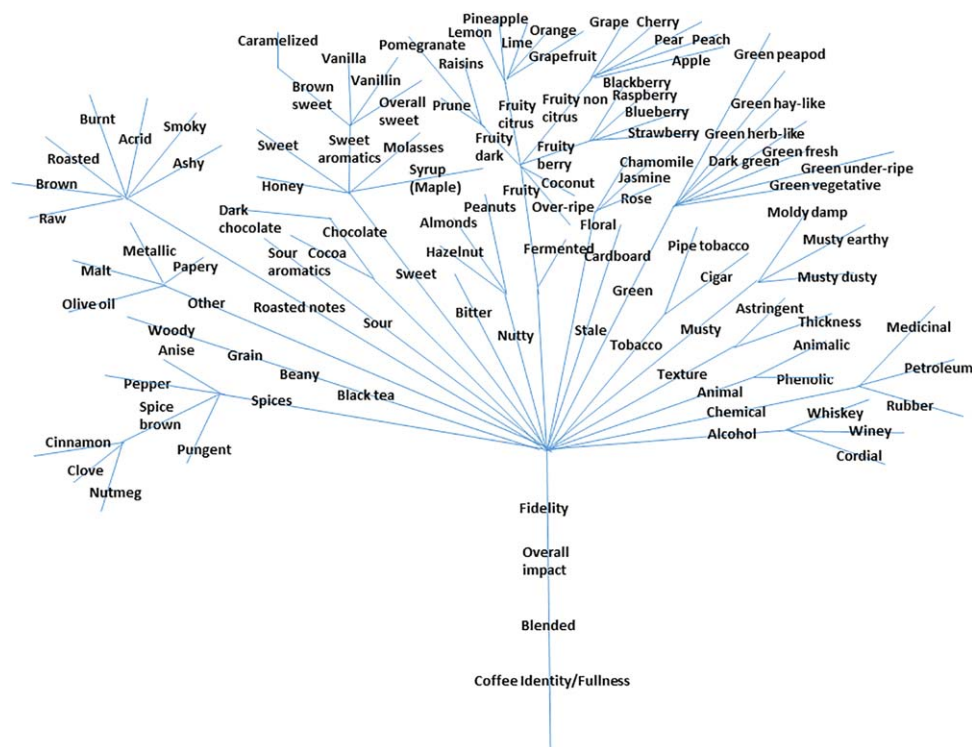 Pineapple
Lemon
Lime
Orange
Grapefruit
Grape
Cherry
Pear
Peach
Apple
Caramelized
Vanilla
Pomegranate
Raisins
Green peapod
Brown
sweet
Vanillin
Overall
sweet
Prune
Fruity
citrus
Fruity non
citrus
Blackberry
Raspberry
Blueberry
Strawberry
Green hay-like
Green herb-like
Green fresh
Dark green
Green under-ripe
Green vegetative
Burnt
Acrid
Smoky
Roasted
Ashy
Brown
Raw
Sweet
Sweet
aromatics
Molasses
Honey
Syrup
(Maple)
Fruity
dark
Fruity
berry
Coconut
Fruity
Over-ripe
Chamomile
Jasmine
Rose
Floral
Peanuts
Almonds
Hazelnut
Fermented
Cardboard
Pipe tobacco
Cigar
Moldy damp
Musty earthy
Musty dusty
Dark
chocolate
Chocolate
Sour
aromatics
Cocoa
Sweet
Metallic
Malt
Papery
Olive oil
Other
Roasted notes
Sour
Bitter
Nutty
Stale
Green
Tobacco
Musty
Astringent
Thickness
Animalic
Texture
Phenolic
Animal
Medicinal
Petroleum
Rubber
Chemical
Whiskey
Winey
Cordial
Alcohol
Woody
Anise
Grain
Beany
Black tea
Pepper
Spice
brown
Spices
Cinnamon
Clove
Nutmeg
Pungent
Fidelity
Overall
impact
Blended
Coffee Identity/Fullness